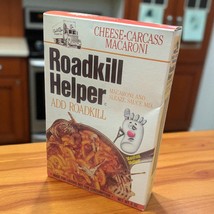 CHEESE-CARCASS
MACARONI
Roadkill
Helper
ADD ROADKILL